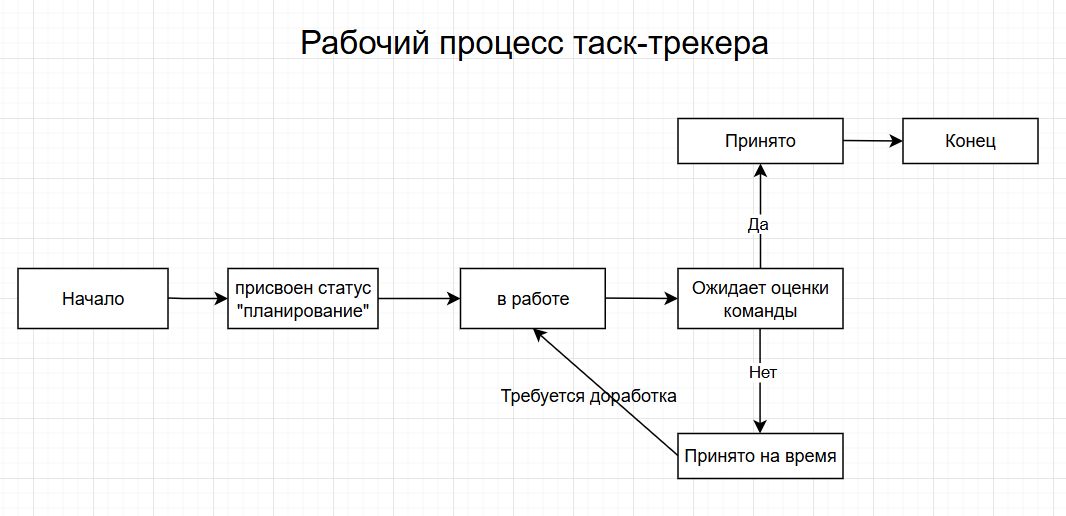 Рабочий процесс таск-трекера
Принято
Конец
Да
Начало
присвоен статус
"планирование"
в работе
Ожидает оценки
команды
Нет
Требуется доработка
Принято на время